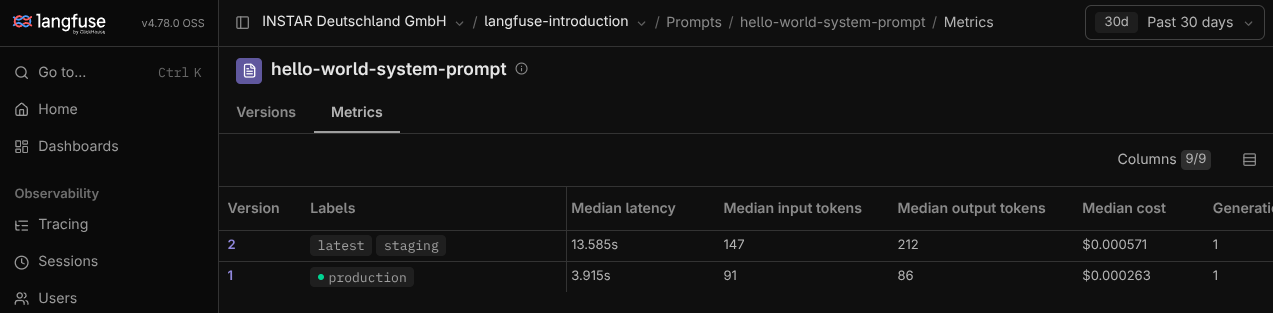 langfuse
by ClickHouse
v4.78.0 OSS
INSTAR Deutschland GmbH / langfuse-introduction / Prompts / hello-world-system-prompt / Metrics
30d Past 30 days
Go to... Ctrl K
Home
Dashboards
Observability
Tracing
Sessions
Users
hello-world-system-prompt
Versions Metrics
Columns 9/9
Version Labels Median latency Median input tokens Median output tokens Median cost Generati
2 latest staging 13.585s 147 212 $0.000571 1
1 production 3.915s 91 86 $0.000263 1